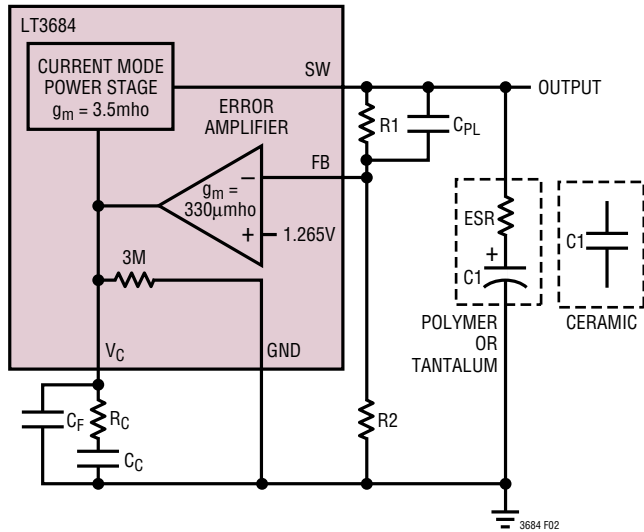 LT3684
CURRENT MODE
POWER STAGE
gm = 3.5mho
SW
OUTPUT
ERROR
AMPLIFIER
R1
CPL
FB
−
gm =
330μmho
+
1.265V
ESR
+
C1
C1
3M
POLYMER
OR
TANTALUM
CERAMIC
VC
GND
CF
RC
R2
CC
3684 F02